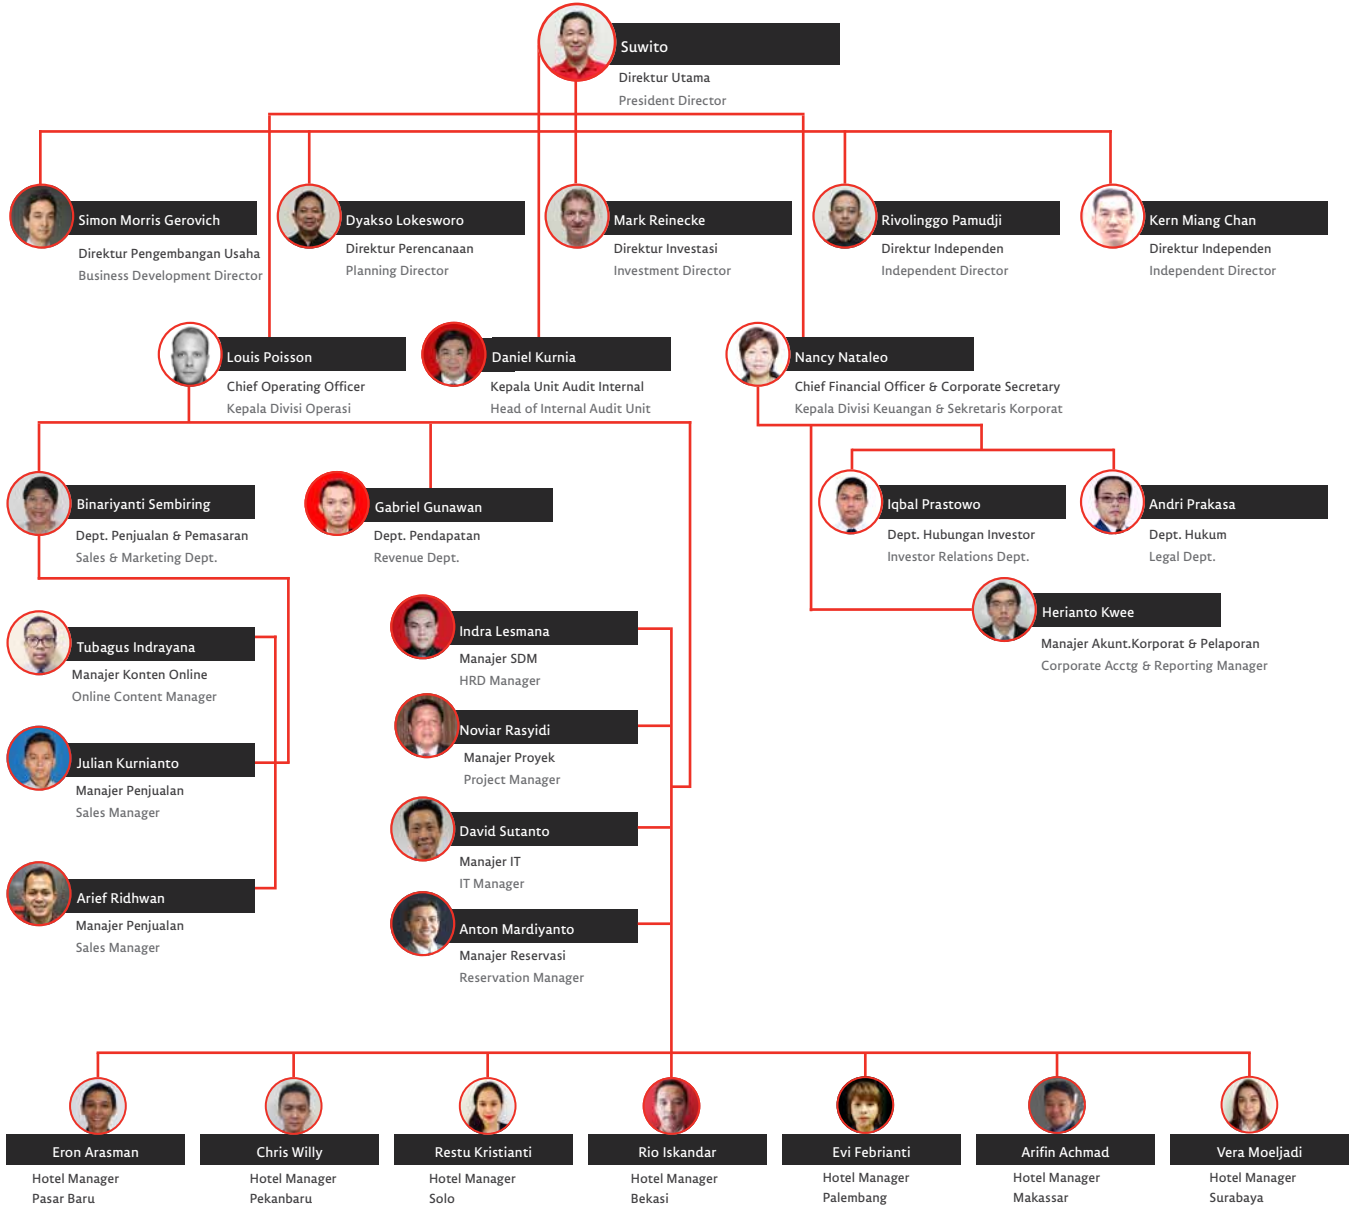 Suwito
Direktur Utama
President Director
Simon Morris Gerovich
Direktur Pengembangan Usaha
Business Development Director
Dyakso Lokesworo
Direktur Perencanaan
Planning Director
Mark Reinecke
Direktur Investasi
Investment Director
Rivolinggo Pamudji
Direktur Independen
Independent Director
Kern Miang Chan
Direktur Independen
Independent Director
Louis Poisson
Chief Operating Officer
Kepala Divisi Operasi
Daniel Kurnia
Kepala Unit Audit Internal
Head of Internal Audit Unit
Nancy Nataleo
Chief Financial Officer & Corporate Secretary
Kepala Divisi Keuangan & Sekretaris Korporat
Binariyanti Sembiring
Dept. Penjualan & Pemasaran
Sales & Marketing Dept.
Gabriel Gunawan
Dept. Pendapatan
Revenue Dept.
Iqbal Prastowo
Dept. Hubungan Investor
Investor Relations Dept.
Andri Prakasa
Dept. Hukum
Legal Dept.
Herianto Kwee
Manajer Akunt.Korporat & Pelaporan
Corporate Acctg & Reporting Manager
Tubagus Indrayana
Manajer Konten Online
Online Content Manager
Julian Kurnianto
Manajer Penjualan
Sales Manager
Arief Ridhwan
Manajer Penjualan
Sales Manager
Indra Lesmana
Manajer SDM
HRD Manager
Noviar Rasyidi
Manajer Proyek
Project Manager
David Sutanto
Manajer IT
IT Manager
Anton Mardiyanto
Manajer Reservasi
Reservation Manager
Eron Arasman
Hotel Manager
Pasar Baru
Chris Willy
Hotel Manager
Pekanbaru
Restu Kristianti
Hotel Manager
Solo
Rio Iskandar
Hotel Manager
Bekasi
Evi Febrianti
Hotel Manager
Palembang
Arifin Achmad
Hotel Manager
Makassar
Vera Moeljadi
Hotel Manager
Surabaya